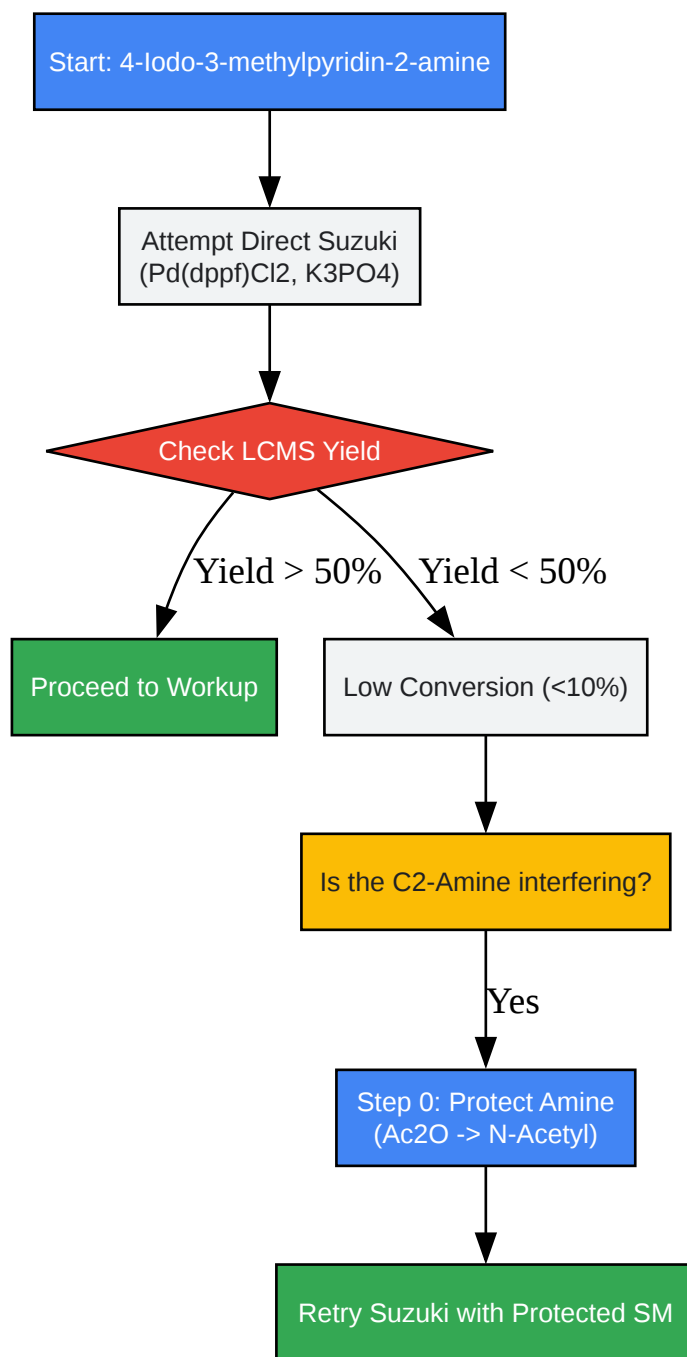 Start: 4-Iodo-3-methylpyridin-2-amine
Attempt Direct Suzuki
(Pd(dppf)Cl2, K3PO4)
Check LCMS Yield
Yield > 50%
Yield < 50%
Proceed to Workup
Low Conversion (<10%)
Is the C2-Amine interfering?
Yes
Step 0: Protect Amine
(Ac2O -> N-Acetyl)
Retry Suzuki with Protected SM